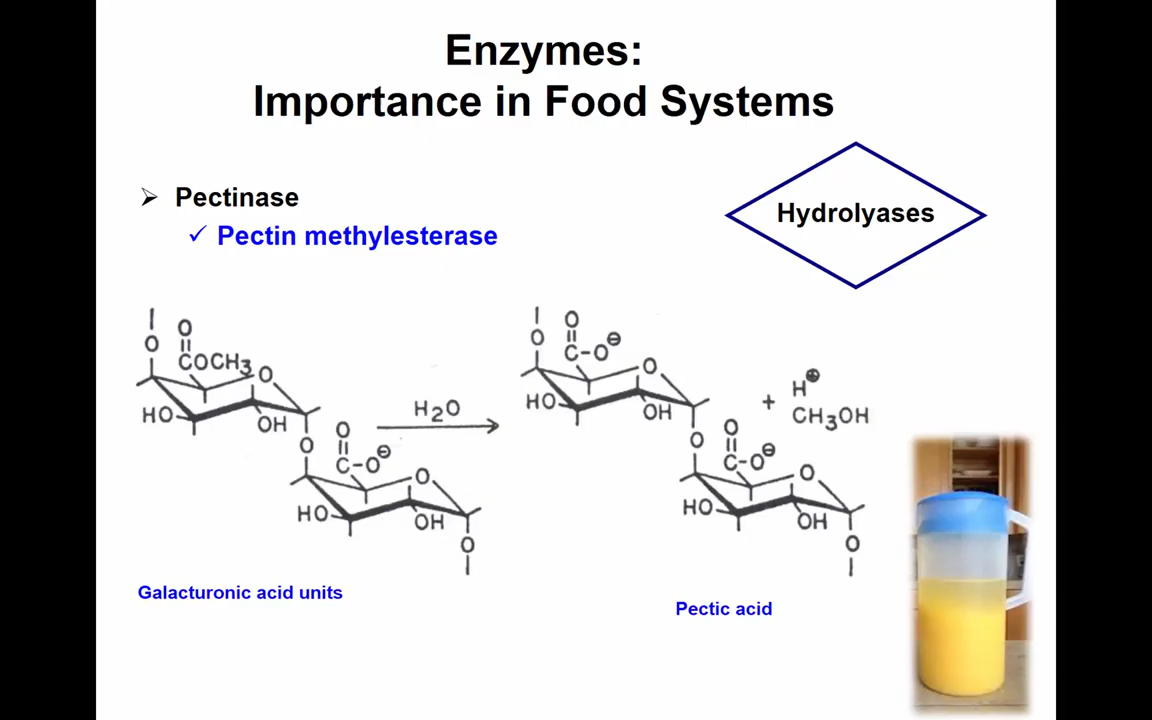 Enzymes:
Importance in Food Systems
➢ Pectinase
✓ Pectin methylesterase
Hydrolyases
O
O
COCH3
O
HO
OH
O
O
C-O⊖
O
HO
OH
O
H2O
O
O
C-O⊖
O
HO
OH
O
O
C-O⊖
O
HO
OH
O
+
H⊕
CH3OH
Galacturonic acid units
Pectic acid